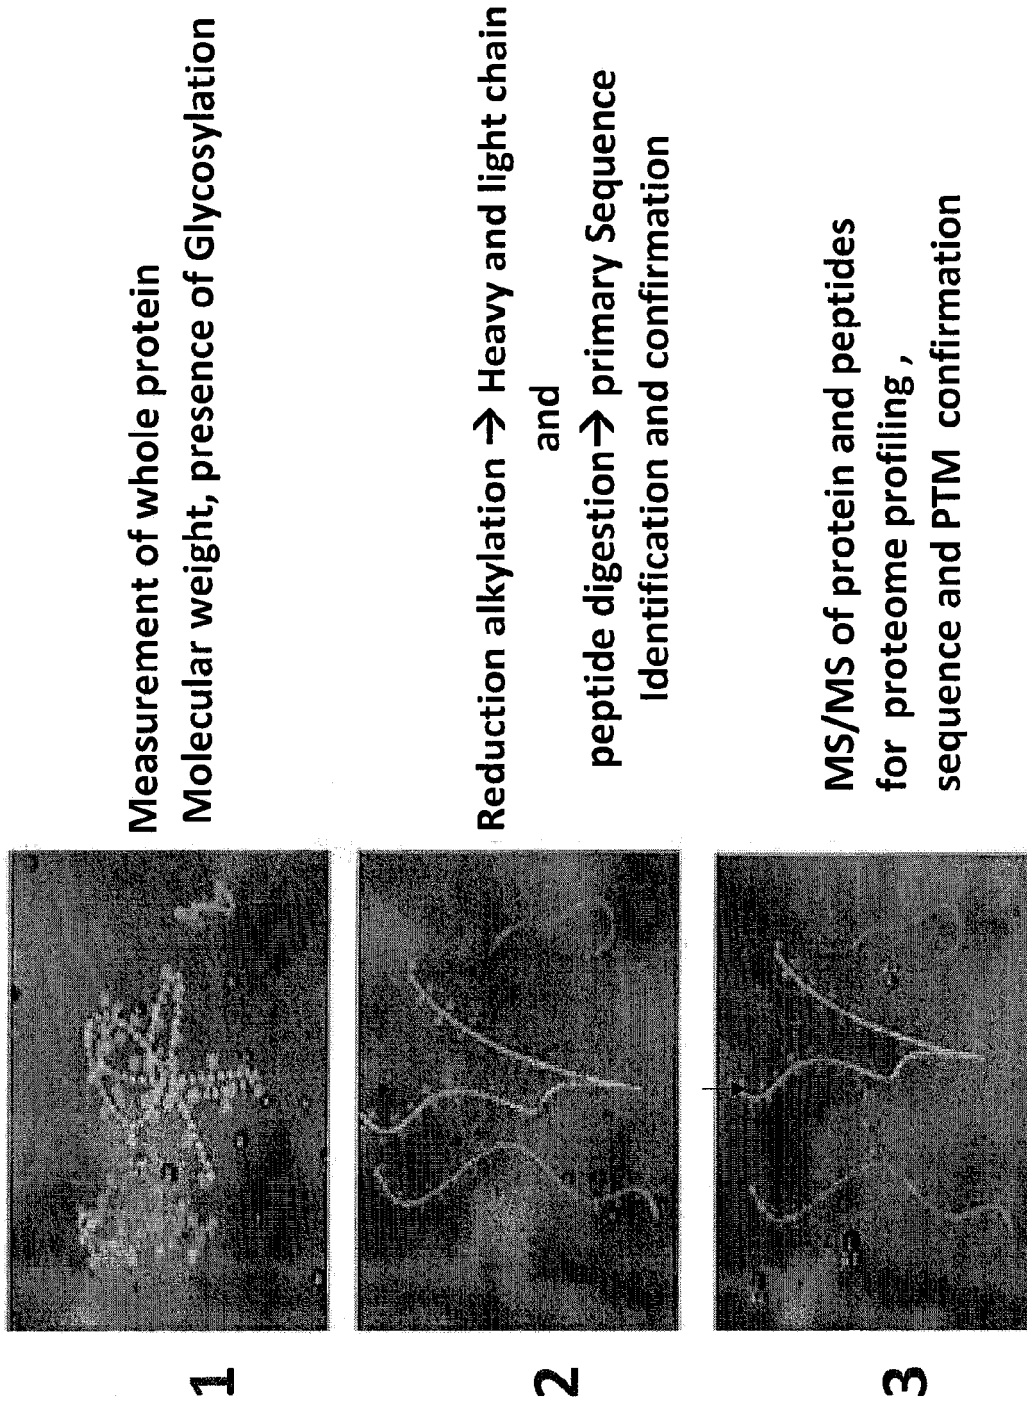 1
Measurement of whole protein
Molecular weight, presence of Glycosylation
2
Reduction alkylation → Heavy and light chain
and
peptide digestion→ primary Sequence
Identification and confirmation
3
MS/MS of protein and peptides
for proteome profiling ,
sequence and PTM confirmation